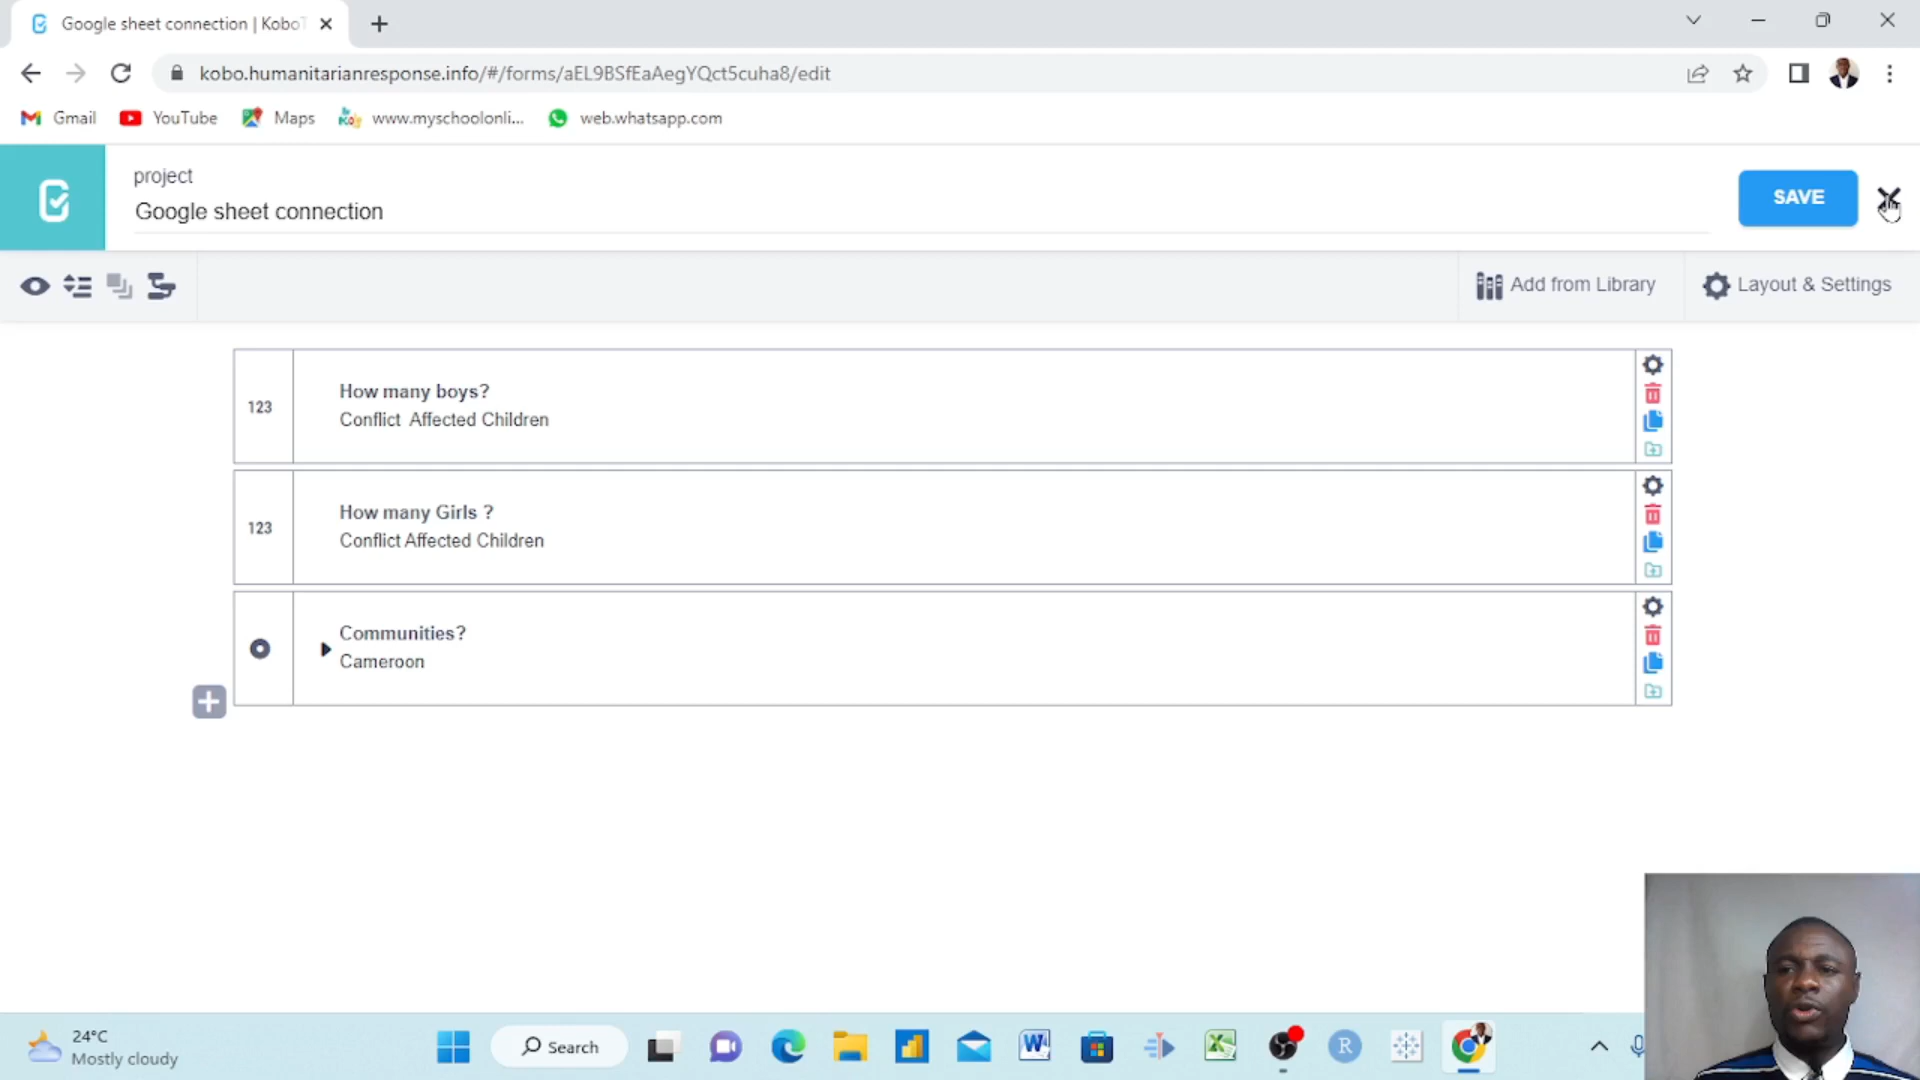 Google sheet connection | KoboT
kobo.humanitarianresponse.info/#/forms/aEL9BSfEaAegYQct5cuha8/edit
Gmail
YouTube
Maps
www.myschoolonli...
web.whatsapp.com
project
Google sheet connection
SAVE
Add from Library
Layout & Settings
123
How many boys?
Conflict Affected Children
123
How many Girls ?
Conflict Affected Children
Communities?
Cameroon
24°C
Mostly cloudy
Search
W
R